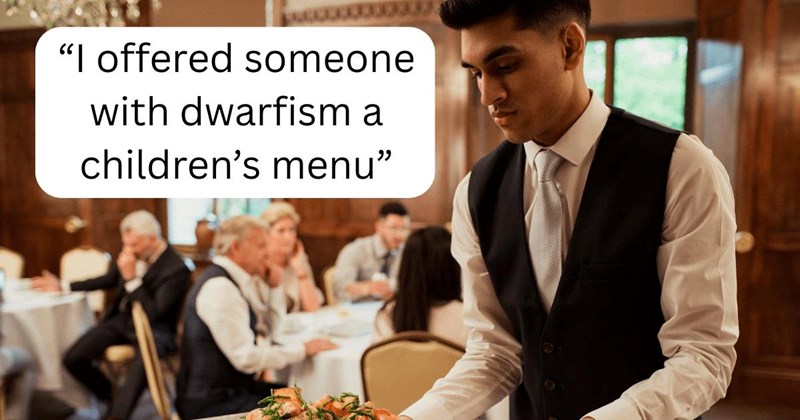 “I offered someone
with dwarfism a
children’s menu”